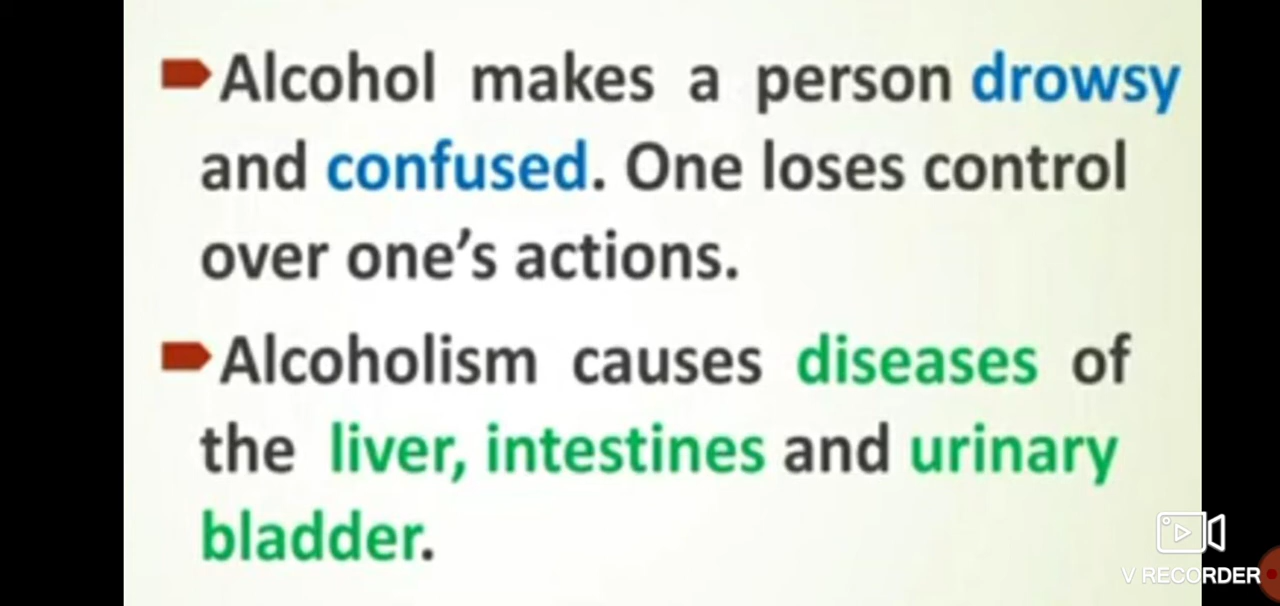 Alcohol makes a person drowsy
and confused. One loses control
over one's actions.
Alcoholism causes diseases of
the liver, intestines and urinary
bladder.
V RECORDER